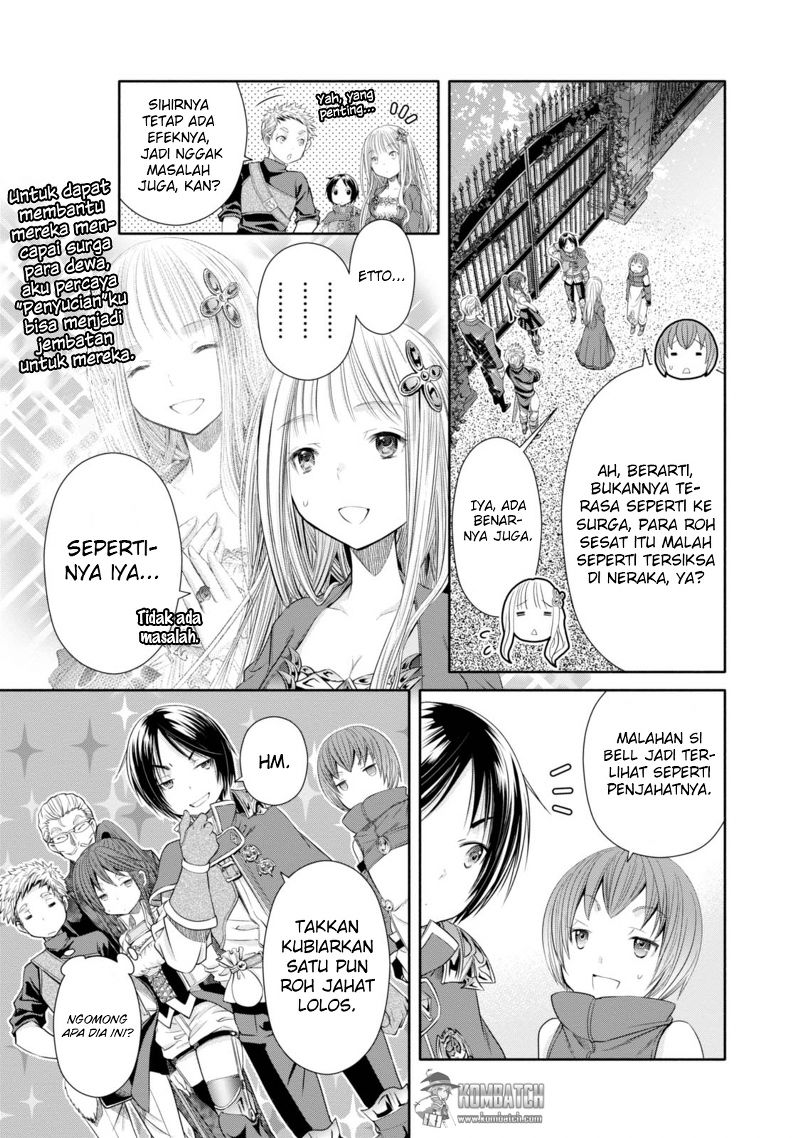 AH, BERARTI,
BUKANNYA TE-
RASA SEPERTI KE
SURGA, PARA ROH
SESAT ITU MALAH
SEPERTI TERSIKSA
DI NERAKA, YA?
IYA, ADA
BENAR-
NYA JUGA.
Yah, yang
penting...
SIHIRNYA
TETAP ADA
EFEKNYA,
JADI NGGAK
MASALAH
JUGA, KAN?
ETTO...
Untuk dapat
membantu
mereka men-
capai surga
para dewa,
aku percaya
"Penyucian"ku
bisa menjadi
jembatan
untuk mereka.
SEPERTI-
NYA IYA...
Tidak ada
masalah.
MALAHAN SI
BELL JADI TER-
LIHAT SEPERTI
PENJAHATNYA.
HM.
TAKKAN
KUBIARKAN
SATU PUN
ROH JAHAT
LOLOS.
NGOMONG
APA DIA INI?
KOMBATCH
www.kombatch.com